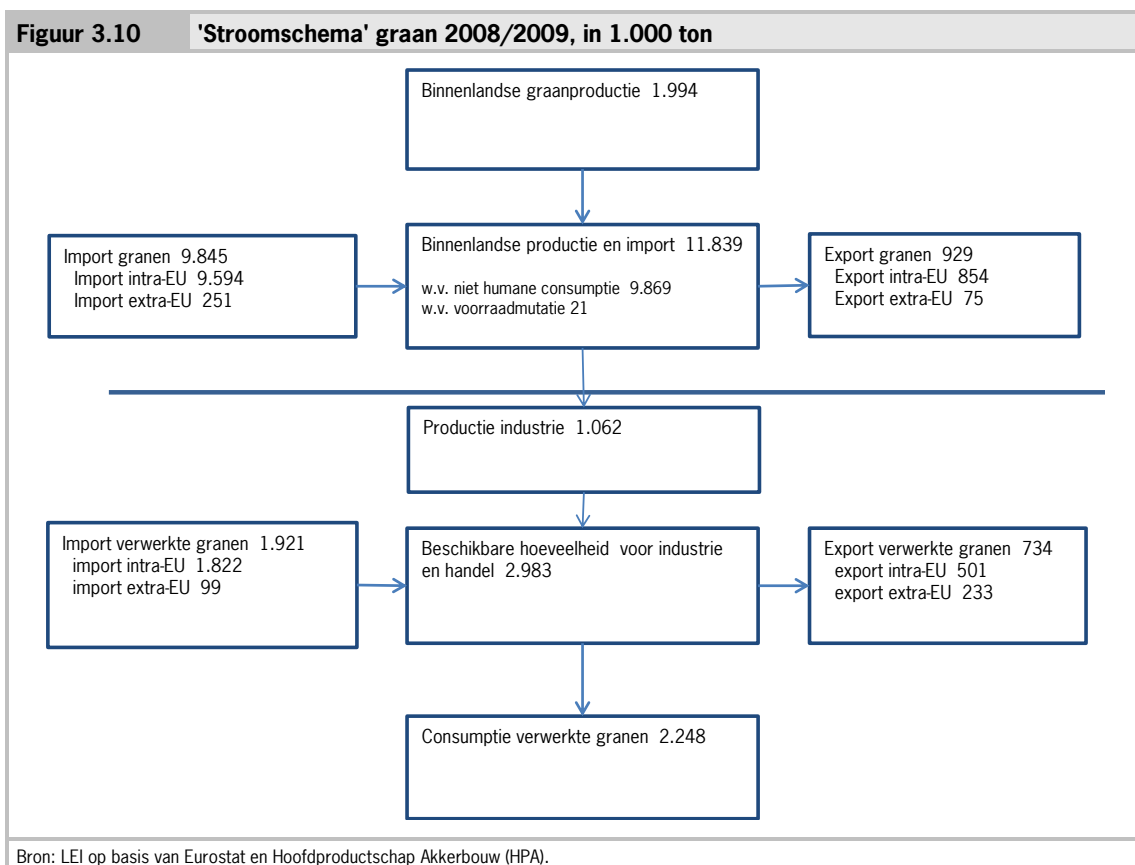 Figuur 3.10 'Stroomschema' graan 2008/2009, in 1.000 ton
Binnenlandse graanproductie 1.994
Import granen 9.845
Import intra-EU 9.594
Import extra-EU 251
Binnenlandse productie en import 11.839
w.v. niet humane consumptie 9.869
w.v. voorraadmutatie 21
Export granen 929
Export intra-EU 854
Export extra-EU 75
Productie industrie 1.062
Import verwerkte granen 1.921
import intra-EU 1.822
import extra-EU 99
Beschikbare hoeveelheid voor industrie
en handel 2.983
Export verwerkte granen 734
export intra-EU 501
export extra-EU 233
Consumptie verwerkte granen 2.248
Bron: LEI op basis van Eurostat en Hoofdproductschap Akkerbouw (HPA).